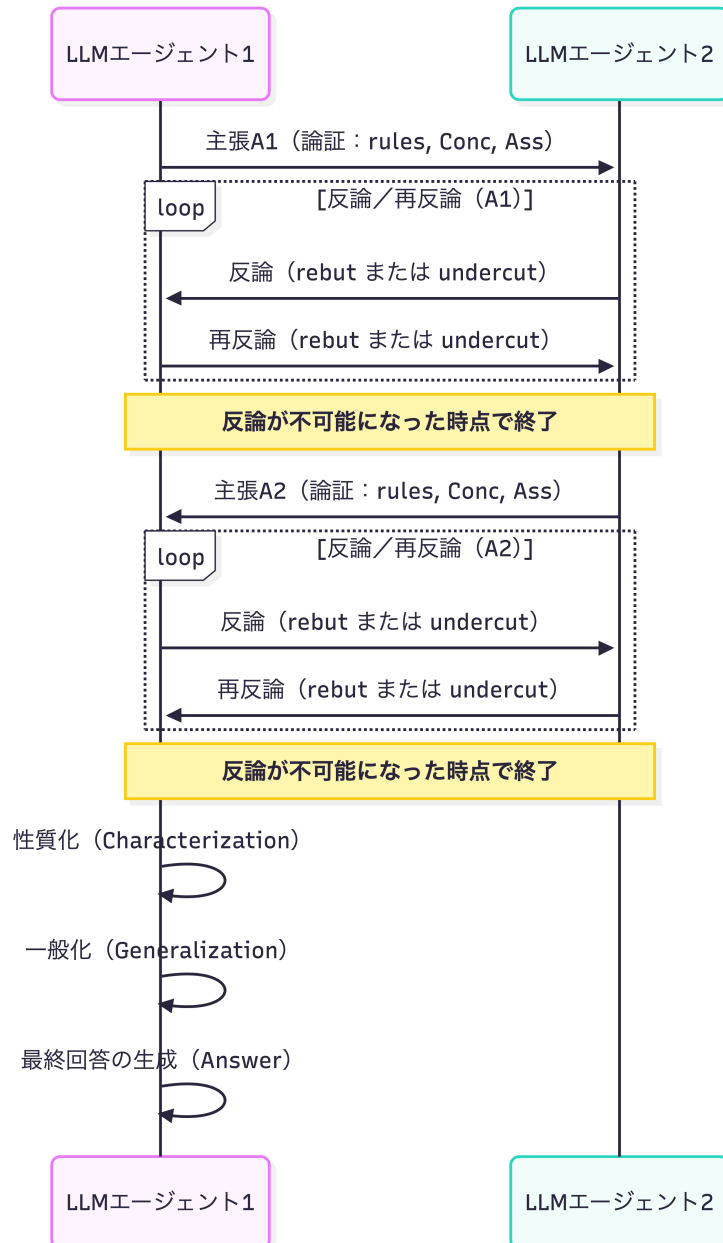 LLMエージェント1
LLMエージェント2
主張A1（論証：rules, Conc, Ass）
loop
[反論／再反論（A1）]
反論（rebut または undercut）
再反論（rebut または undercut）
反論が不可能になった時点で終了
主張A2（論証：rules, Conc, Ass）
loop
[反論／再反論（A2）]
反論（rebut または undercut）
再反論（rebut または undercut）
反論が不可能になった時点で終了
性質化（Characterization）
一般化（Generalization）
最終回答の生成（Answer）
LLMエージェント1
LLMエージェント2